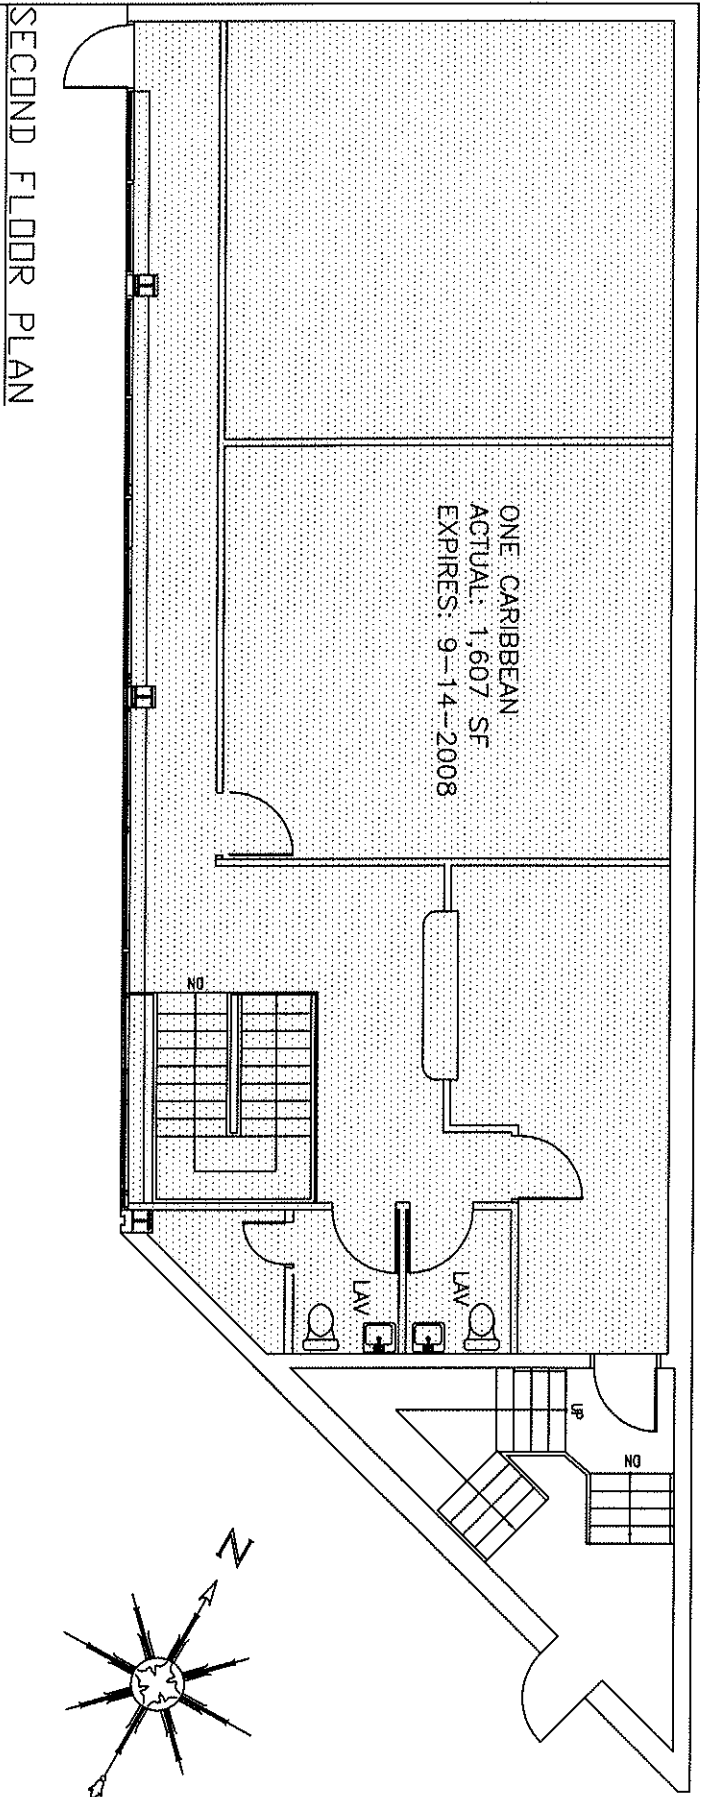 SECOND FLOOR PLAN
ONE CARIBBEAN
ACTUAL: 1,607 SF
EXPIRES: 9-14-2008
DN
LAV
LAV
UP
DN
N